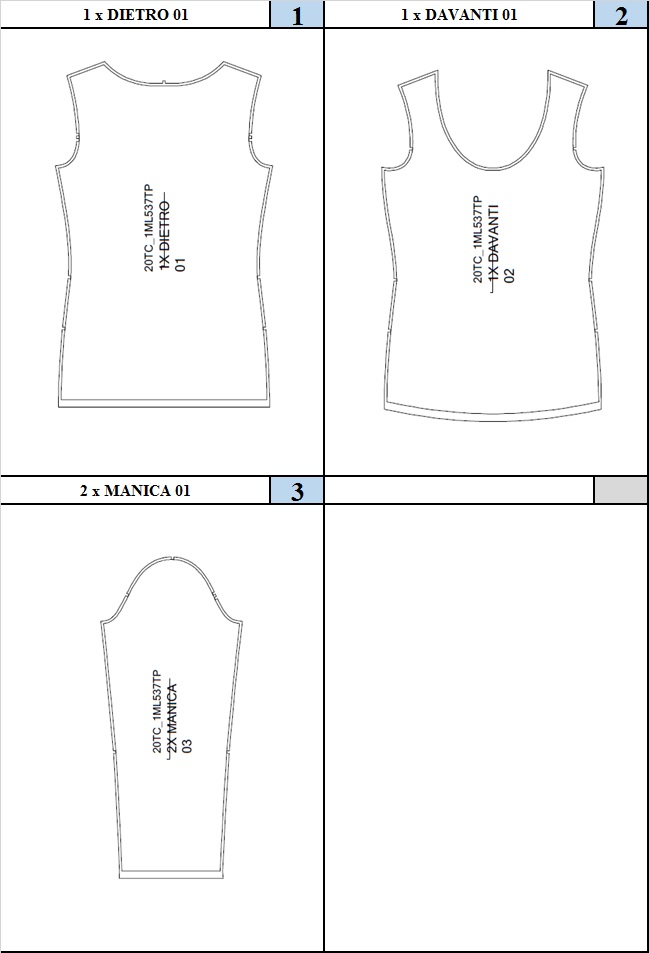 1 x DIETRO 01
1
1 x DAVANTI 01
2
20TC_1ML537TP
1X DIETRO
01
20TC_1ML537TP
1X DAVANTI
02
2 x MANICA 01
3
20TC_1ML537TP
2X MANICA
03